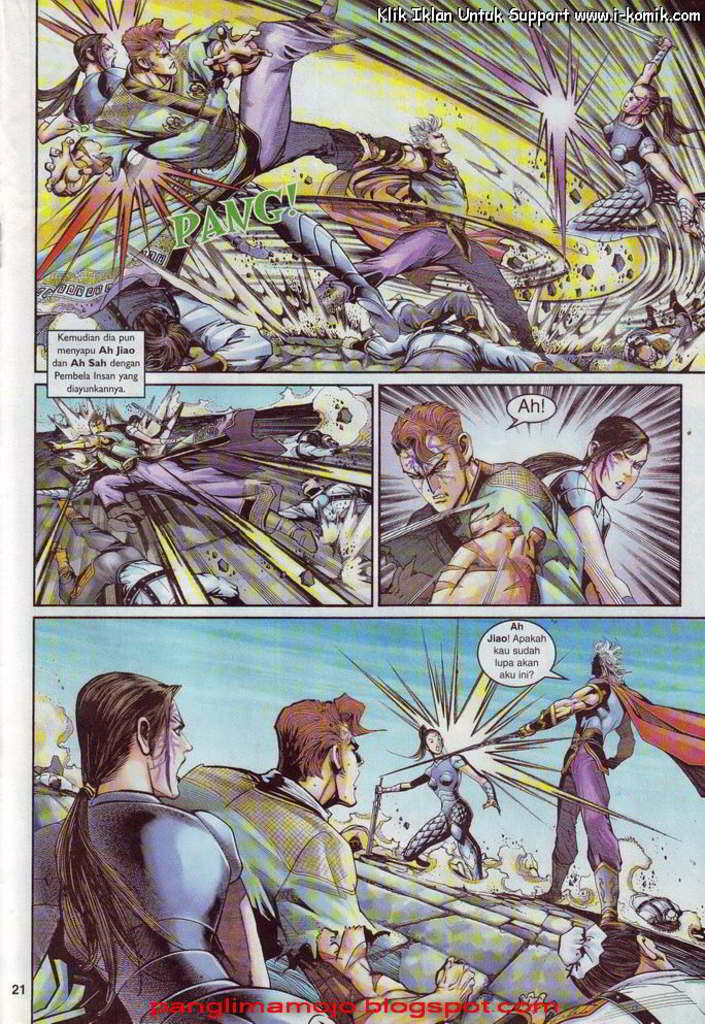 Klik Iklan Untuk Support www.i-komik.com
PANG!
Kemudian dia pun
menyapu Ah Jiao
dan Ah Sah dengan
Pembela Insan yang
diayunkannya.
Ah!
Ah
Jiao! Apakah
kau sudah
lupa akan
aku ini?
21
panglimamojo.blogspot.com